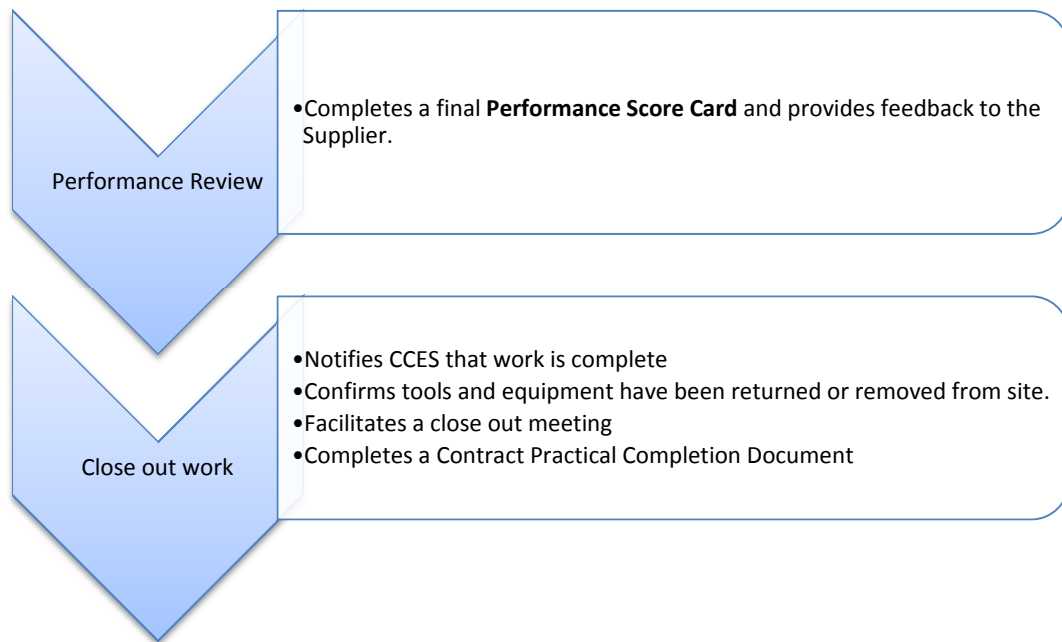 Performance Review
•Completes a final Performance Score Card and provides feedback to the
Supplier.
Close out work
•Notifies CCES that work is complete
•Confirms tools and equipment have been returned or removed from site.
•Facilitates a close out meeting
•Completes a Contract Practical Completion Document